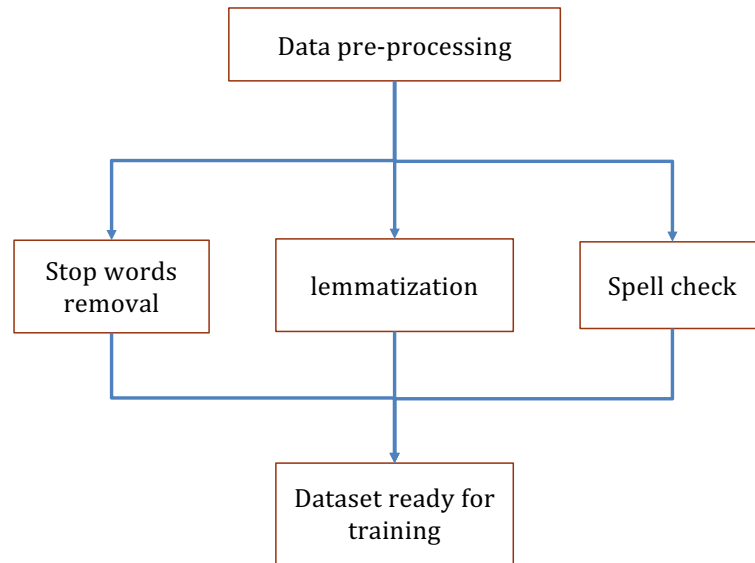 Data pre-processing
Stop words
removal
lemmatization
Spell check
Dataset ready for
training